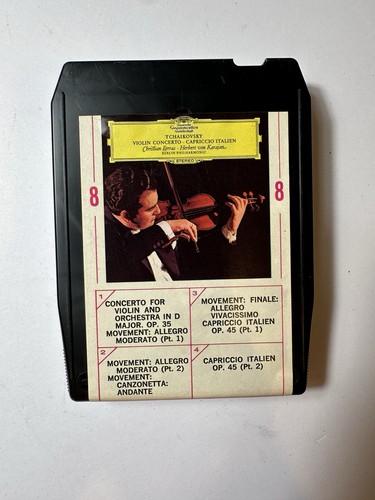 Deutsche
Grammophon
Gesellschaft
TCHAIKOVSKY
VIOLIN CONCERTO · CAPRICCIO ITALIEN
Christian Ferras · Herbert von Karajan
BERLIN PHILHARMONIC
STEREO
8
8
1
CONCERTO FOR
VIOLIN AND
ORCHESTRA IN D
MAJOR. OP. 35
MOVEMENT: ALLEGRO
MODERATO (Pt. 1)
2
MOVEMENT: ALLEGRO
MODERATO (Pt. 2)
MOVEMENT:
CANZONETTA:
ANDANTE
3
MOVEMENT: FINALE:
ALLEGRO
VIVACISSIMO
CAPRICCIO ITALIEN
OP. 45 (Pt. 1)
4
CAPRICCIO ITALIEN
OP. 45 (Pt. 2)